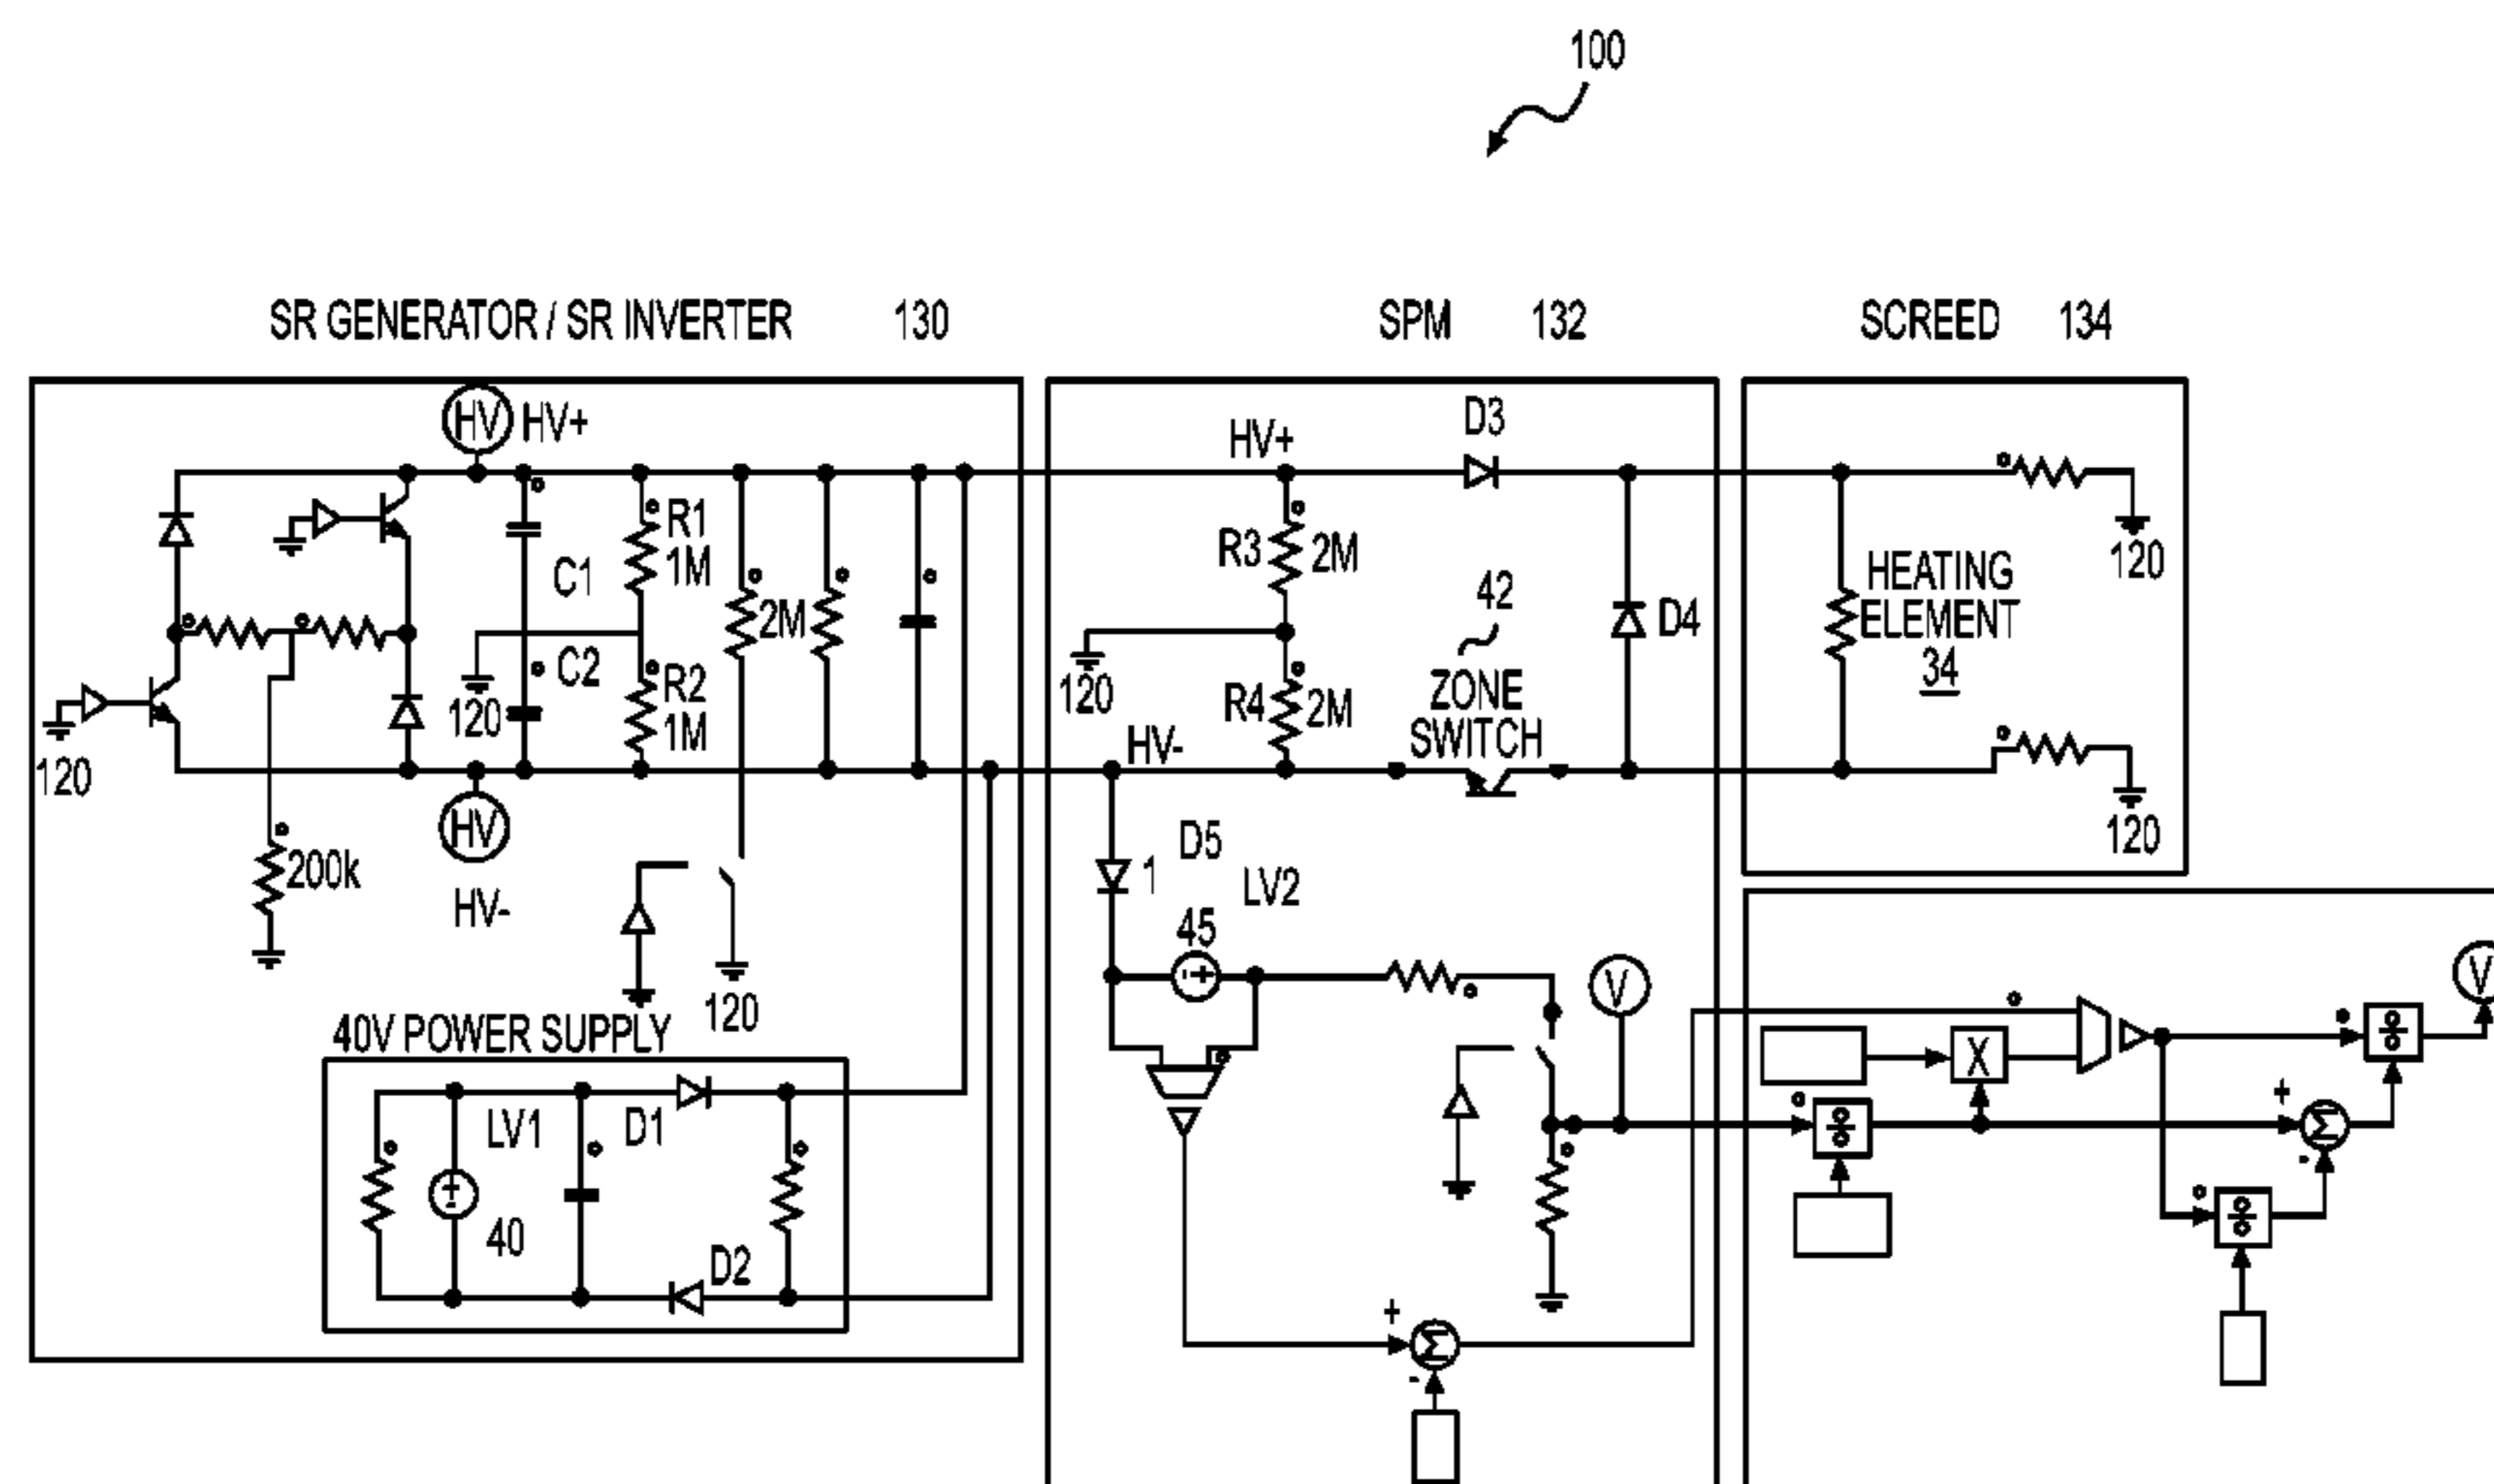 100
SR GENERATOR / SR INVERTER 130
SPM 132
SCREED 134
HV HV+
R1
1M
C1
2M
C2
120
R2
1M
120
200k
HV
HV-
120
40V POWER SUPPLY
LV1
D1
40
D2
HV+
D3
R3 2M
42
D4
120
R4 2M
ZONE
SWITCH
HV-
D5
1
LV2
45
- +
V
+
Σ
-
120
HEATING
ELEMENT
34
120
X
÷
÷
V
+
Σ
-
÷
+
-